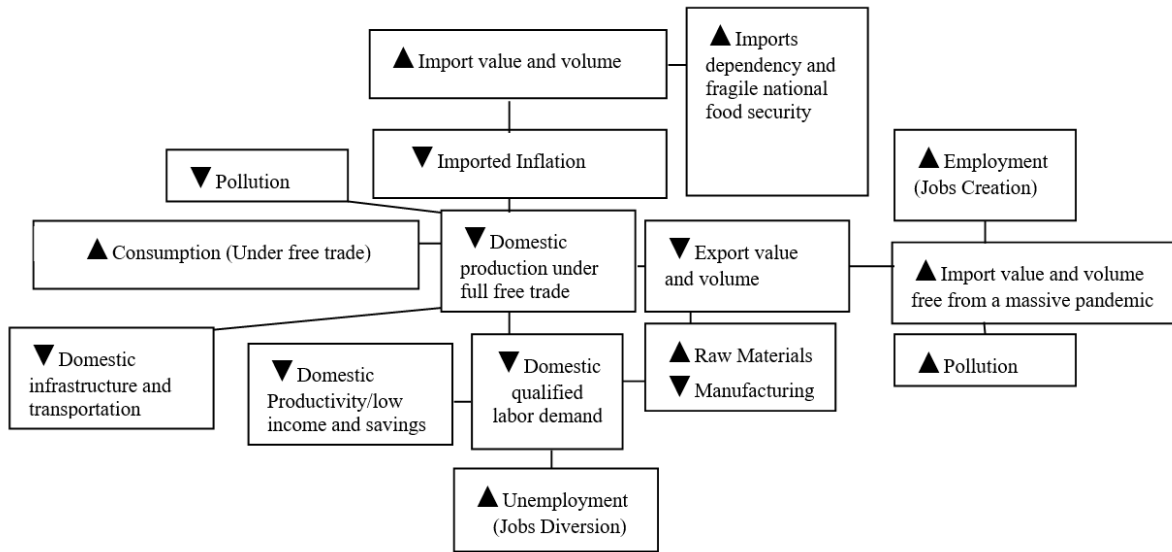 ▲ Import value and volume
▲ Imports
dependency and
fragile national
food security
▼ Imported Inflation
▼ Pollution
▲ Employment
(Jobs Creation)
▲ Consumption (Under free trade)
▼ Domestic
production under
full free trade
▼ Export value
and volume
▲ Import value and volume
free from a massive pandemic
▼ Domestic
infrastructure and
transportation
▼ Domestic
Productivity/low
income and savings
▼ Domestic
qualified
labor demand
▲ Raw Materials
▼ Manufacturing
▲ Pollution
▲ Unemployment
(Jobs Diversion)